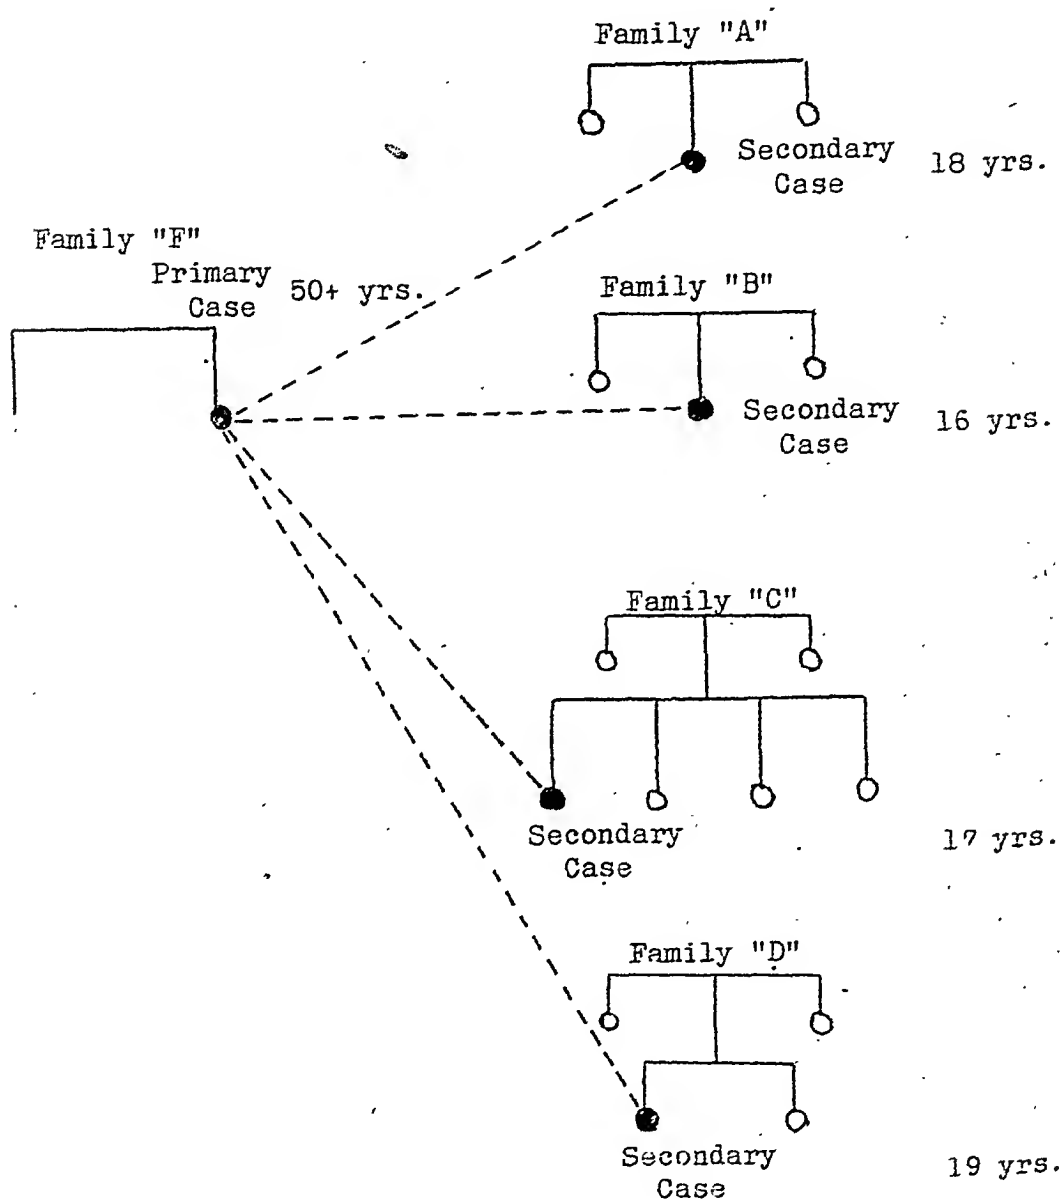 Family "A"
Secondary
Case
18 yrs.
Family "F"
Primary
Case
50+ yrs.
Family "B"
Secondary
Case
16 yrs.
Family "C"
Secondary
Case
17 yrs.
Family "D"
Secondary
Case
19 yrs.